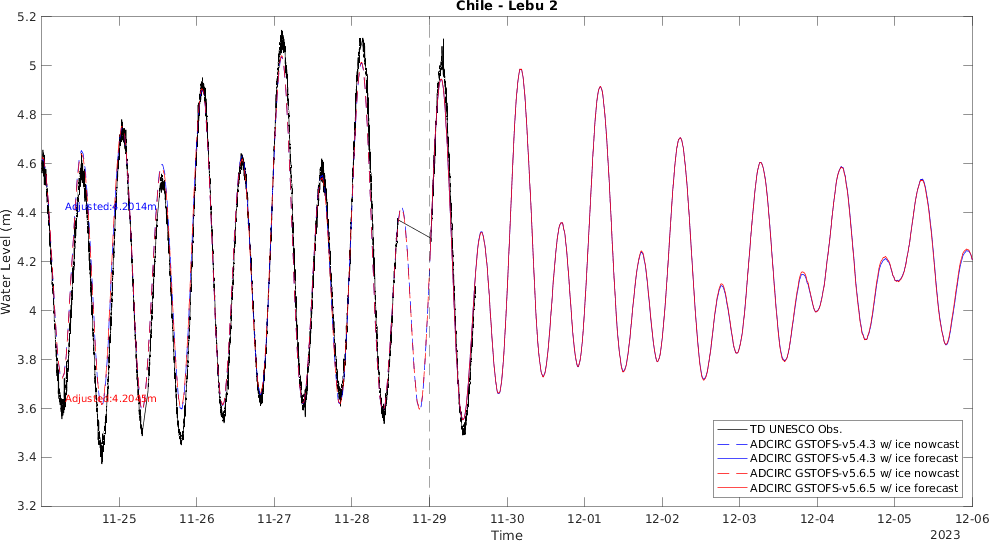 Chile - Lebu 2
5.2
5
4.8
4.6
4.4
4.2
4
3.8
3.6
3.4
3.2
Water Level (m)
Adjusted:4.2014m
Adjusted:4.2045m
TD UNESCO Obs.
ADCIRC GSTOFS-v5.4.3 w/ ice nowcast
ADCIRC GSTOFS-v5.4.3 w/ ice forecast
ADCIRC GSTOFS-v5.6.5 w/ ice nowcast
ADCIRC GSTOFS-v5.6.5 w/ ice forecast
11-25 11-26 11-27 11-28 11-29 11-30 12-01 12-02 12-03 12-04 12-05 12-06
Time
2023